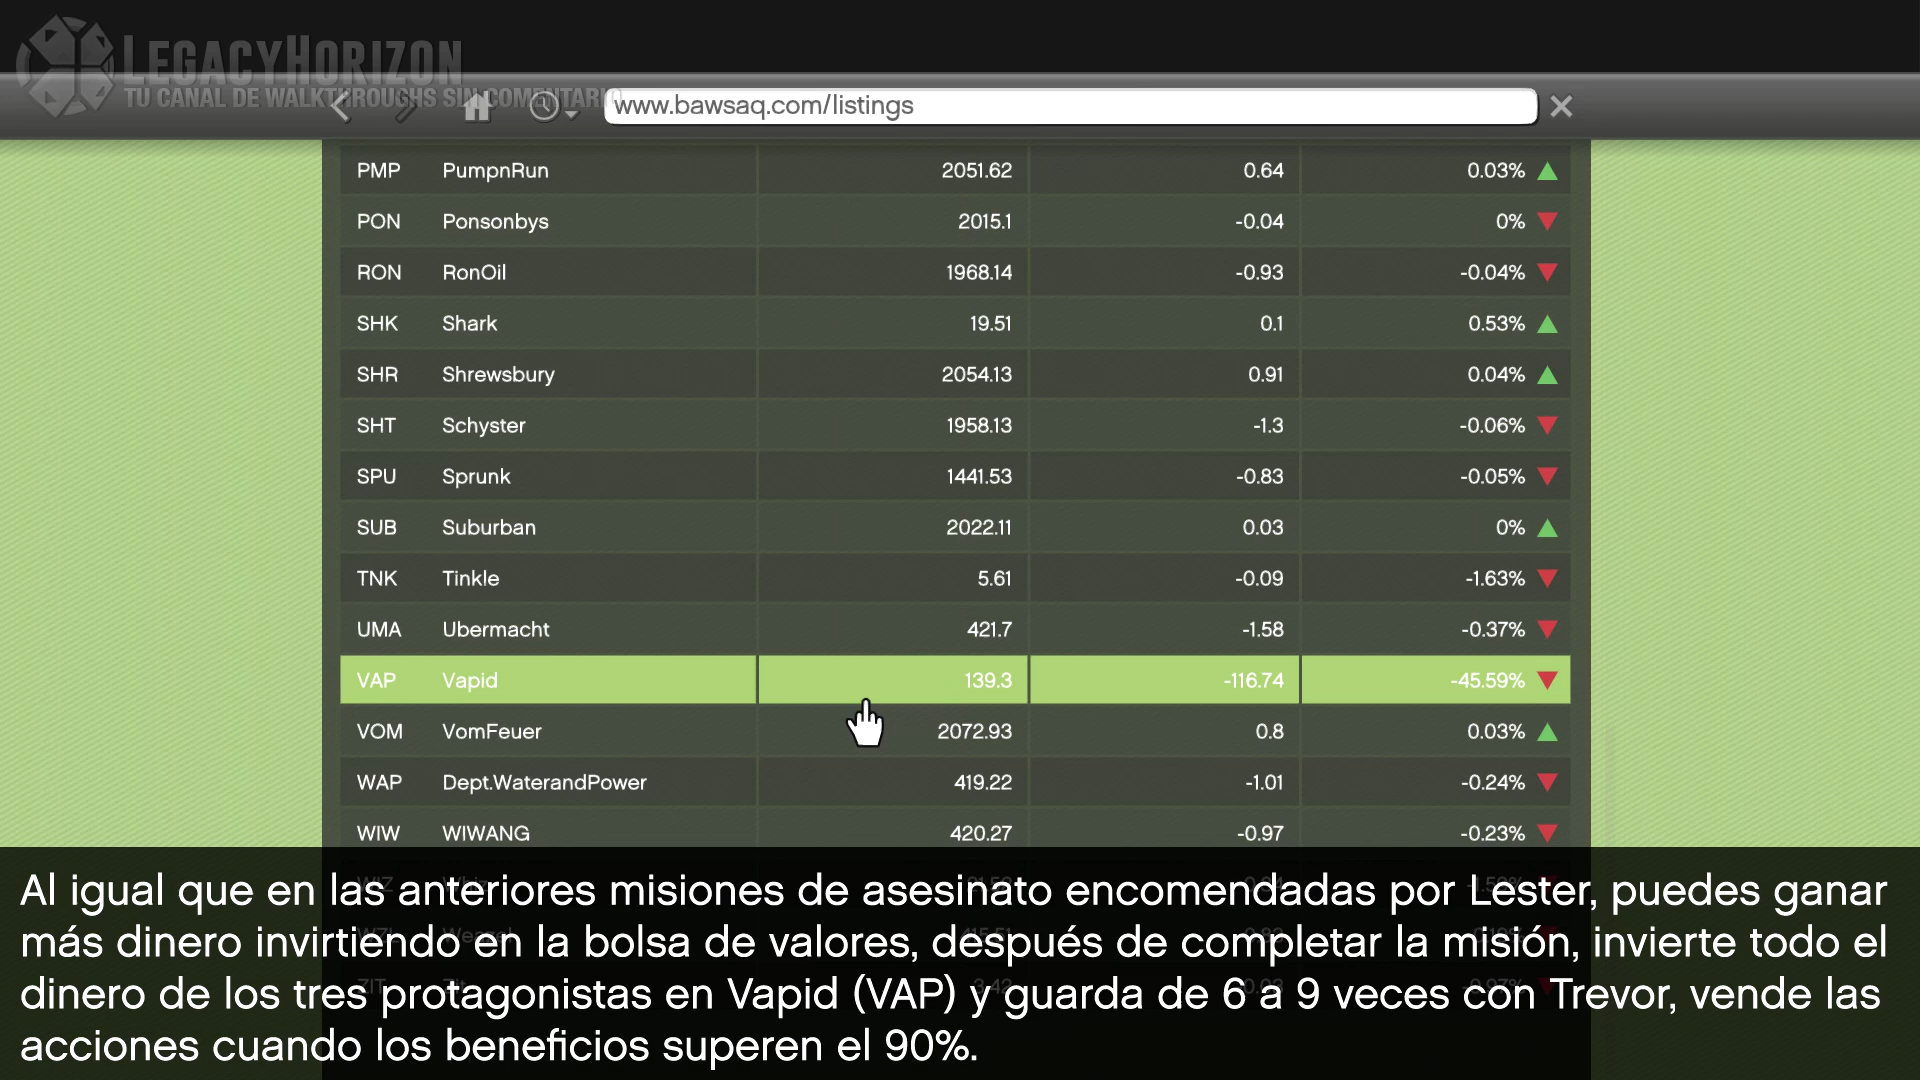 LEGACYHORIZON
TU CANAL DE WALKTHROUGHS SIN COMENTARIO
www.bawsaq.com/listings
PMP PumpnRun 2051.62 0.64 0.03%
PON Ponsonbys 2015.1 -0.04 0%
RON RonOil 1968.14 -0.93 -0.04%
SHK Shark 19.51 0.1 0.53%
SHR Shrewsbury 2054.13 0.91 0.04%
SHT Schyster 1958.13 -1.3 -0.06%
SPU Sprunk 1441.53 -0.83 -0.05%
SUB Suburban 2022.11 0.03 0%
TNK Tinkle 5.61 -0.09 -1.63%
UMA Ubermacht 421.7 -1.58 -0.37%
VAP Vapid 139.3 -116.74 -45.59%
VOM VomFeuer 2072.93 0.8 0.03%
WAP Dept.WaterandPower 419.22 -1.01 -0.24%
WIW WIWANG 420.27 -0.97 -0.23%
Al igual que en las anteriores misiones de asesinato encomendadas por Lester, puedes ganar
más dinero invirtiendo en la bolsa de valores, después de completar la misión, invierte todo el
dinero de los tres protagonistas en Vapid (VAP) y guarda de 6 a 9 veces con Trevor, vende las
acciones cuando los beneficios superen el 90%.